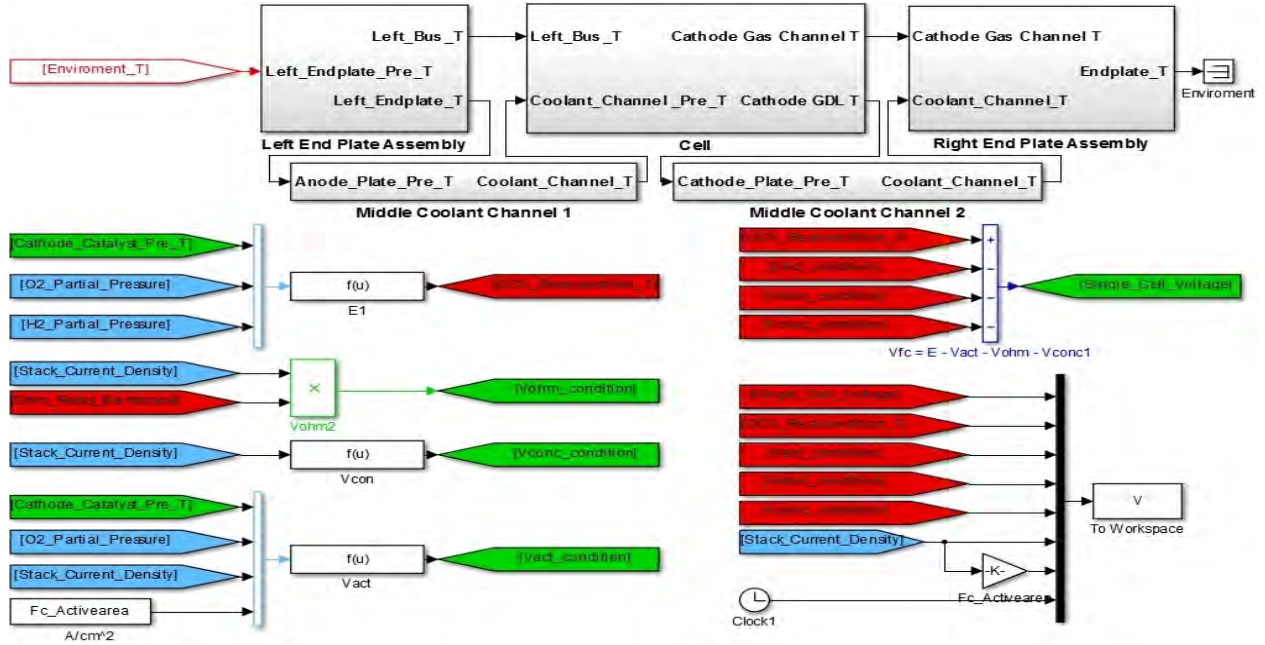 Left_Bus_T
Left_Bus_T
Cathode Gas Channel T
Cathode Gas Channel T
[Enviroment_T]
Left_Endplate_Pre_T
Endplate_T
Left_Endplate_T
Coolant_Channel_Pre_T
Cathode GDL T
Coolant_Channel_T
Enviroment
Left End Plate Assembly
Cell
Right End Plate Assembly
Anode_Plate_Pre_T
Coolant_Channel_T
Cathode_Plate_Pre_T
Coolant_Channel_T
Middle Coolant Channel 1
Middle Coolant Channel 2
[Cathode_Catalyst_Pre_T]
[O2_Partial_Pressure]
f(u)
E1
[H2_Partial_Pressure]
[Single_Cell_Voltage]
Vfc = E - Vact - Vohm - Vconc1
[Stack_Current_Density]
×
Vohm2
[Vohm_condition]
[Stack_Current_Density]
f(u)
Vcon
[Vconc_condition]
[Cathode_Catalyst_Pre_T]
[O2_Partial_Pressure]
[Stack_Current_Density]
f(u)
Vact
[Vact_condition]
Fc_Activearea
A/cm^2
[Single_Cell_Voltage]
V
To Workspace
[Stack_Current_Density]
-K-
Fc_Activearea
Clock1